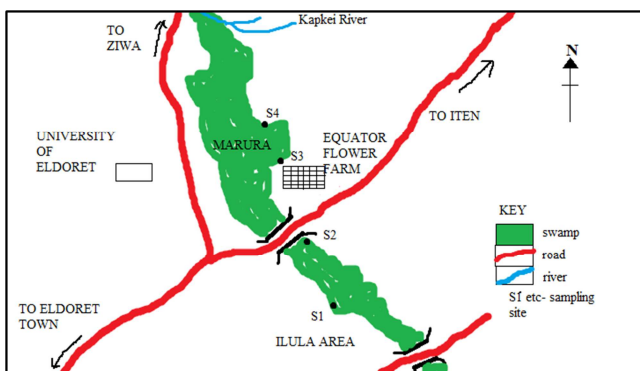 Kapkei River
TO
ZIWA
N
TO ITEN
S4
MARURA
S3
UNIVERSITY
OF
ELDORET
EQUATOR
FLOWER
FARM
KEY
swamp
road
river
S1 etc- sampling
site
S2
S1
TO ELDORET
TOWN
ILULA AREA